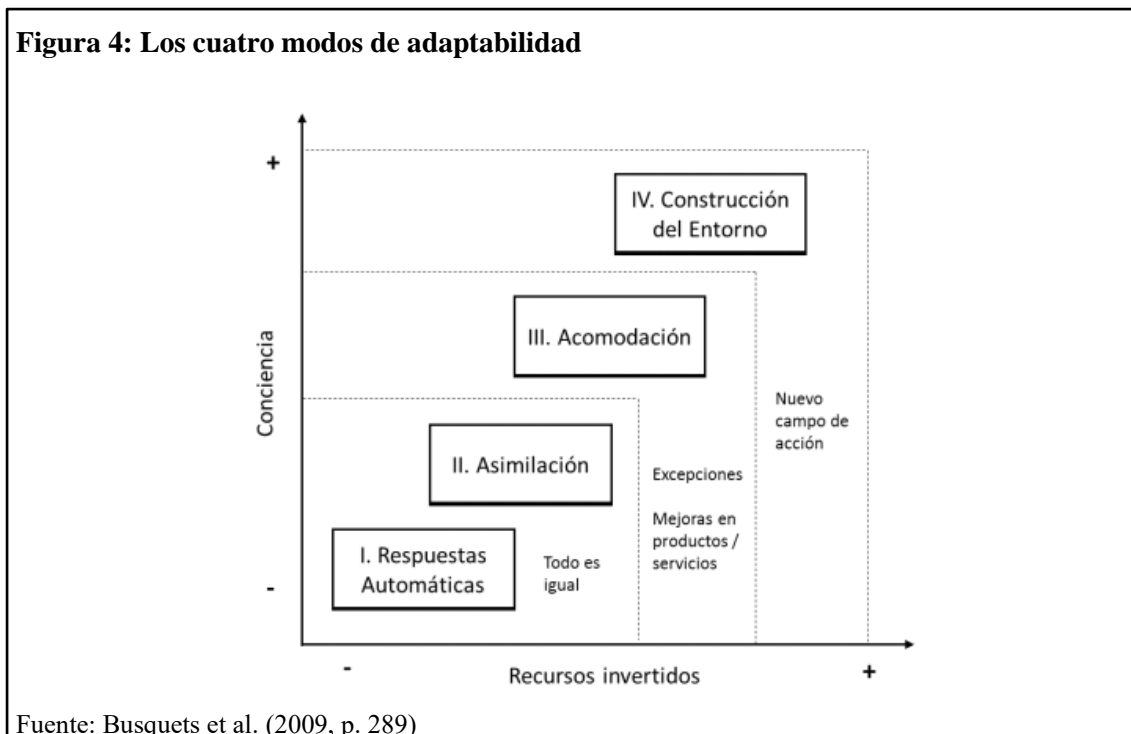 Figura 4: Los cuatro modos de adaptabilidad
+
IV. Construcción
del Entorno
Conciencia
III. Acomodación
Nuevo
campo de
acción
II. Asimilación
Excepciones
Mejoras en
productos /
servicios
I. Respuestas
Automáticas
Todo es
igual
-
-
Recursos invertidos
+
Fuente: Busquets et al. (2009, p. 289)